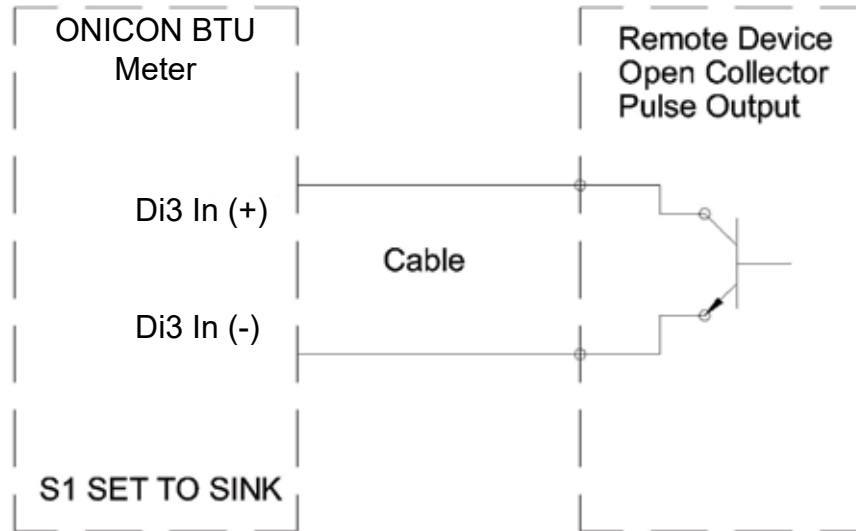 ONICON BTU
Meter
Remote Device
Open Collector
Pulse Output
Di3 In (+)
Cable
Di3 In (-)
S1 SET TO SINK